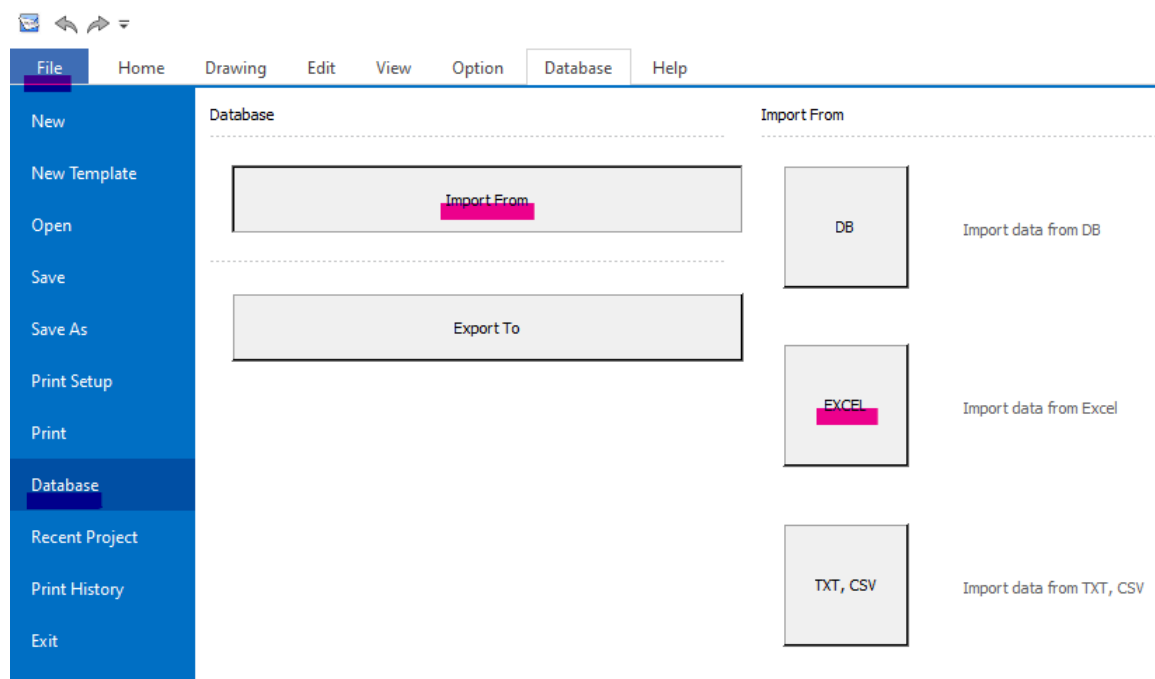 File Home Drawing Edit View Option Database Help
New
New Template
Open
Save
Save As
Print Setup
Print
Database
Recent Project
Print History
Exit
Database
Import From
Export To
Import From
DB Import data from DB
EXCEL Import data from Excel
TXT, CSV Import data from TXT, CSV